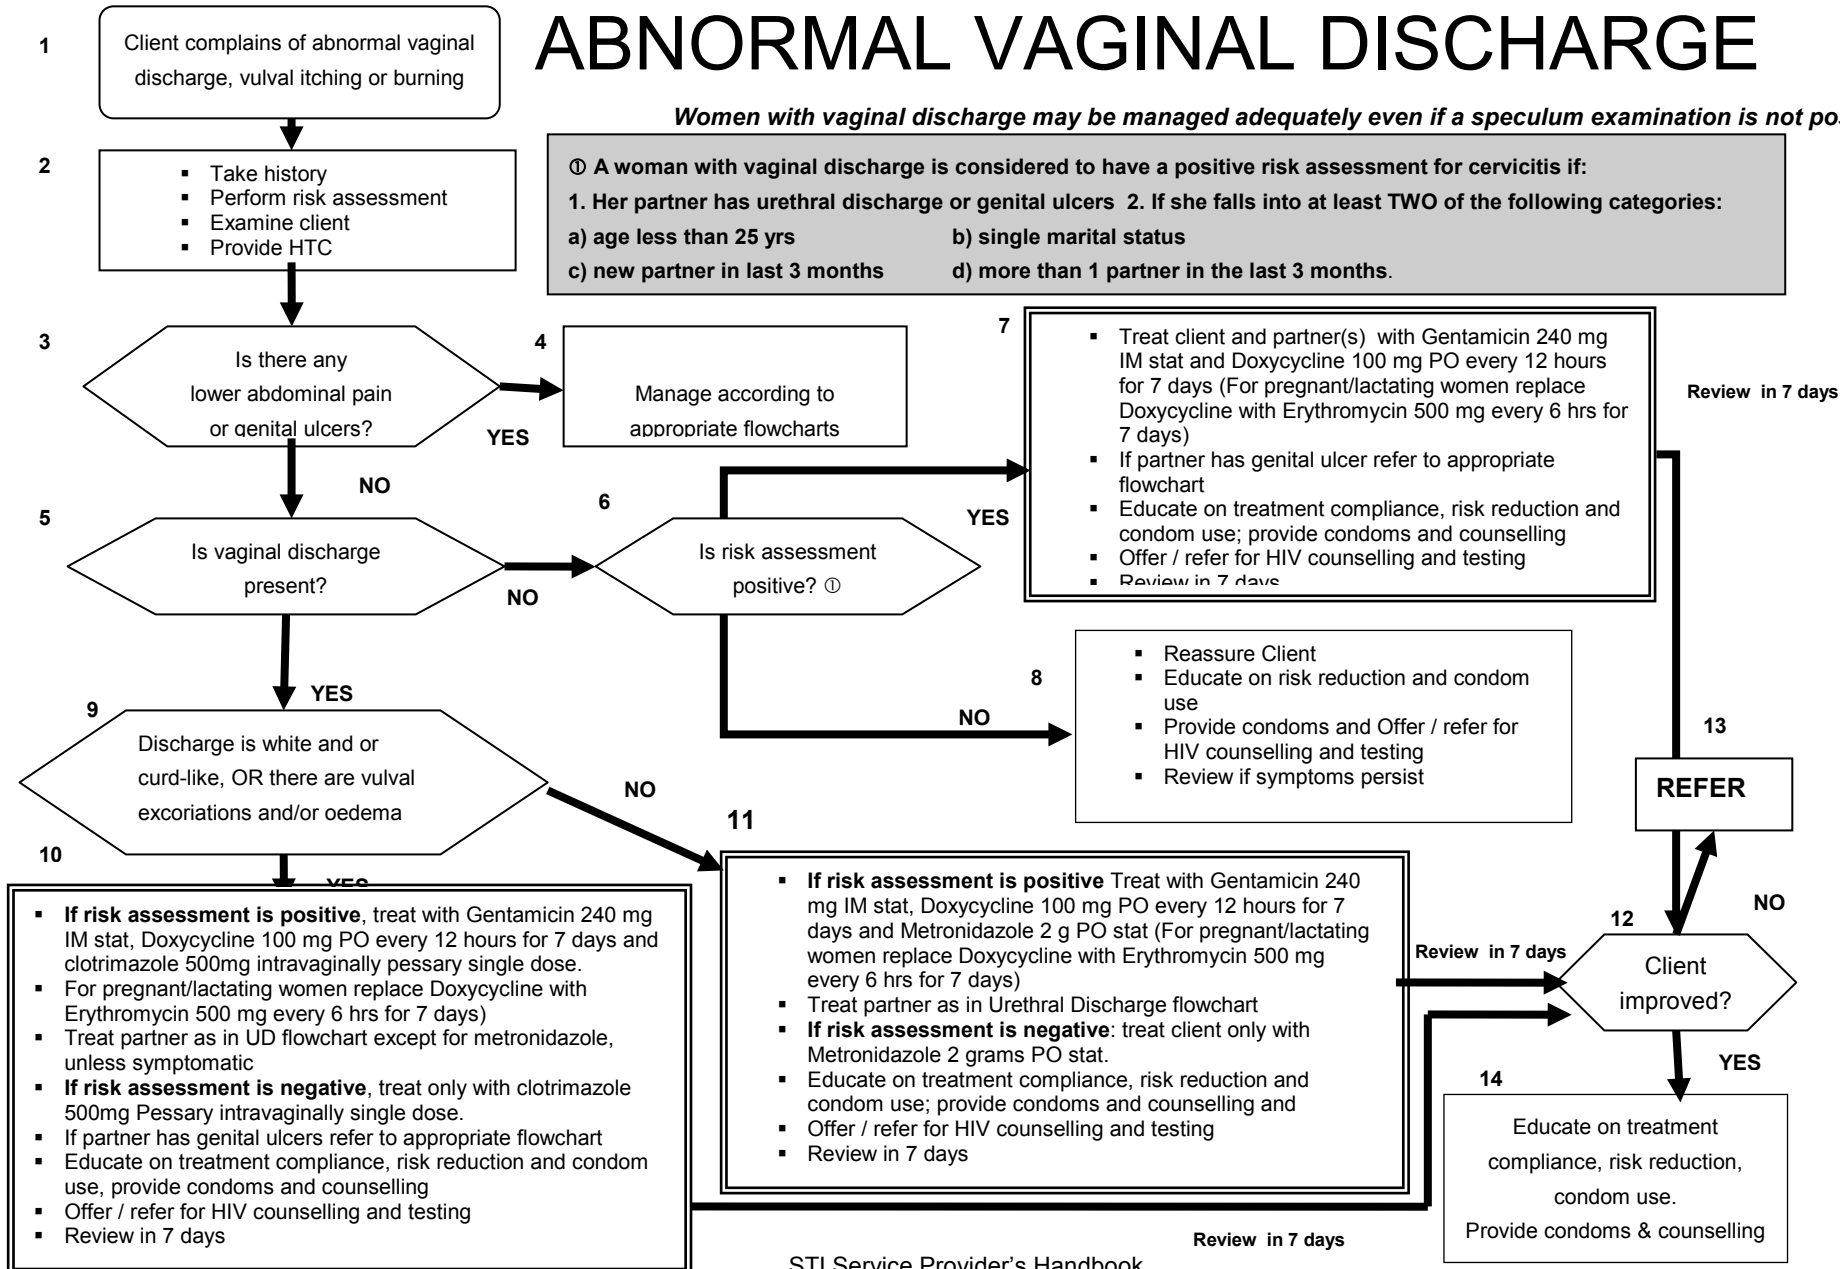 ABNORMAL VAGINAL DISCHARGE
1
Client complains of abnormal vaginal
discharge, vulval itching or burning
Women with vaginal discharge may be managed adequately even if a speculum examination is not
2
▪ Take history
▪ Perform risk assessment
▪ Examine client
▪ Provide HTC
① A woman with vaginal discharge is considered to have a positive risk assessment for cervicitis if:
1. Her partner has urethral discharge or genital ulcers 2. If she falls into at least TWO of the following categories:
a) age less than 25 yrs b) single marital status
c) new partner in last 3 months d) more than 1 partner in the last 3 months.
3
Is there any
lower abdominal pain
or genital ulcers?
YES
NO
4
Manage according to
appropriate flowcharts
5
Is vaginal discharge
present?
NO
YES
6
Is risk assessment
positive? ①
YES
NO
7
▪ Treat client and partner(s) with Gentamicin 240 mg
IM stat and Doxycycline 100 mg PO every 12 hours
for 7 days (For pregnant/lactating women replace
Doxycycline with Erythromycin 500 mg every 6 hrs for
7 days)
▪ If partner has genital ulcer refer to appropriate
flowchart
▪ Educate on treatment compliance, risk reduction and
condom use; provide condoms and counselling
▪ Offer / refer for HIV counselling and testing
▪ Review in 7 days
Review in 7 days
8
▪ Reassure Client
▪ Educate on risk reduction and condom
use
▪ Provide condoms and Offer / refer for
HIV counselling and testing
▪ Review if symptoms persist
9
Discharge is white and or
curd-like, OR there are vulval
excoriations and/or oedema
NO
YES
10
▪ If risk assessment is positive, treat with Gentamicin 240 mg
IM stat, Doxycycline 100 mg PO every 12 hours for 7 days and
clotrimazole 500mg intravaginally pessary single dose.
▪ For pregnant/lactating women replace Doxycycline with
Erythromycin 500 mg every 6 hrs for 7 days)
▪ Treat partner as in UD flowchart except for metronidazole,
unless symptomatic
▪ If risk assessment is negative, treat only with clotrimazole
500mg Pessary intravaginally single dose.
▪ If partner has genital ulcers refer to appropriate flowchart
▪ Educate on treatment compliance, risk reduction and condom
use, provide condoms and counselling
▪ Offer / refer for HIV counselling and testing
▪ Review in 7 days
11
▪ If risk assessment is positive Treat with Gentamicin 240
mg IM stat, Doxycycline 100 mg PO every 12 hours for 7
days and Metronidazole 2 g PO stat (For pregnant/lactating
women replace Doxycycline with Erythromycin 500 mg
every 6 hrs for 7 days)
▪ Treat partner as in Urethral Discharge flowchart
▪ If risk assessment is negative: treat client only with
Metronidazole 2 grams PO stat.
▪ Educate on treatment compliance, risk reduction and
condom use; provide condoms and counselling and
▪ Offer / refer for HIV counselling and testing
▪ Review in 7 days
Review in 7 days
Review in 7 days
12
Client
improved?
NO
YES
13
REFER
14
Educate on treatment
compliance, risk reduction,
condom use.
Provide condoms & counselling
STI Service Provider's Handbook